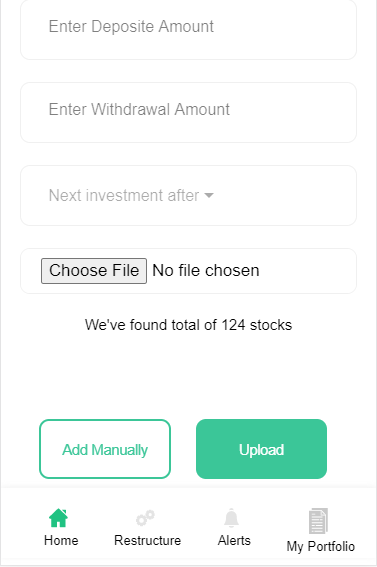 Enter Deposite Amount
Enter Withdrawal Amount
Next investment after
Choose File No file chosen
We've found total of 124 stocks
Add Manually Upload
Home Restructure Alerts My Portfolio